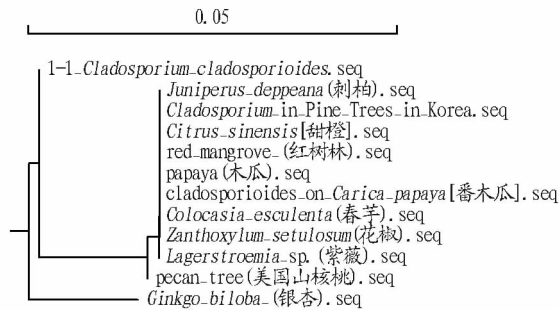 0.05
1-1_Cladosporium_cladosporioides.seq
Juniperus_deppeana(刺柏).seq
Cladosporium_in_Pine_Trees_in_Korea.seq
Citrus_sinensis[甜橙].seq
red_mangrove_(红树林).seq
papaya(木瓜).seq
cladosporioides_on_Carica_papaya[番木瓜].seq
Colocasia_esculenta(春芋).seq
Zanthoxylum_setulosum(花椒).seq
Lagerstroemia_sp.(紫薇).seq
pecan_tree(美国山核桃).seq
Ginkgo_biloba_(银杏).seq